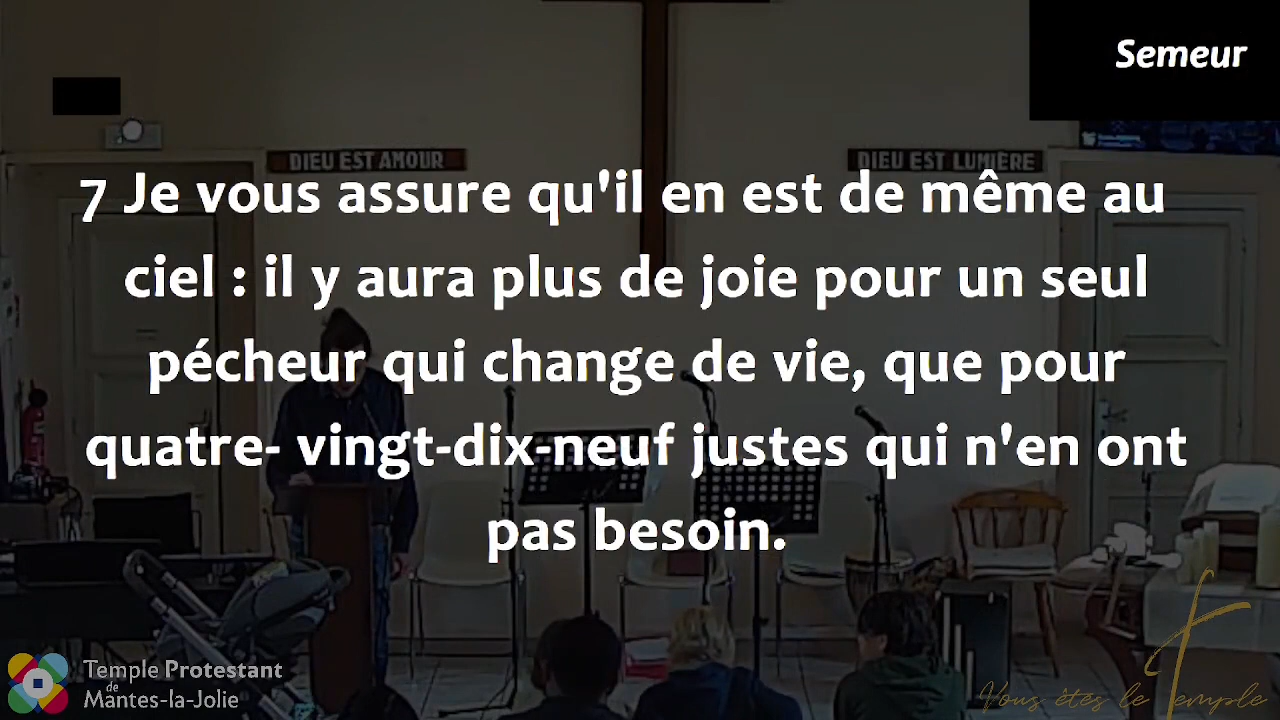 Semeur
DIEU EST AMOUR
DIEU EST LUMIÈRE
7 Je vous assure qu'il en est de même au
ciel : il y aura plus de joie pour un seul
pécheur qui change de vie, que pour
quatre- vingt-dix-neuf justes qui n'en ont
pas besoin.
Temple Protestant
de
Mantes-la-Jolie
Vous êtes le Temple